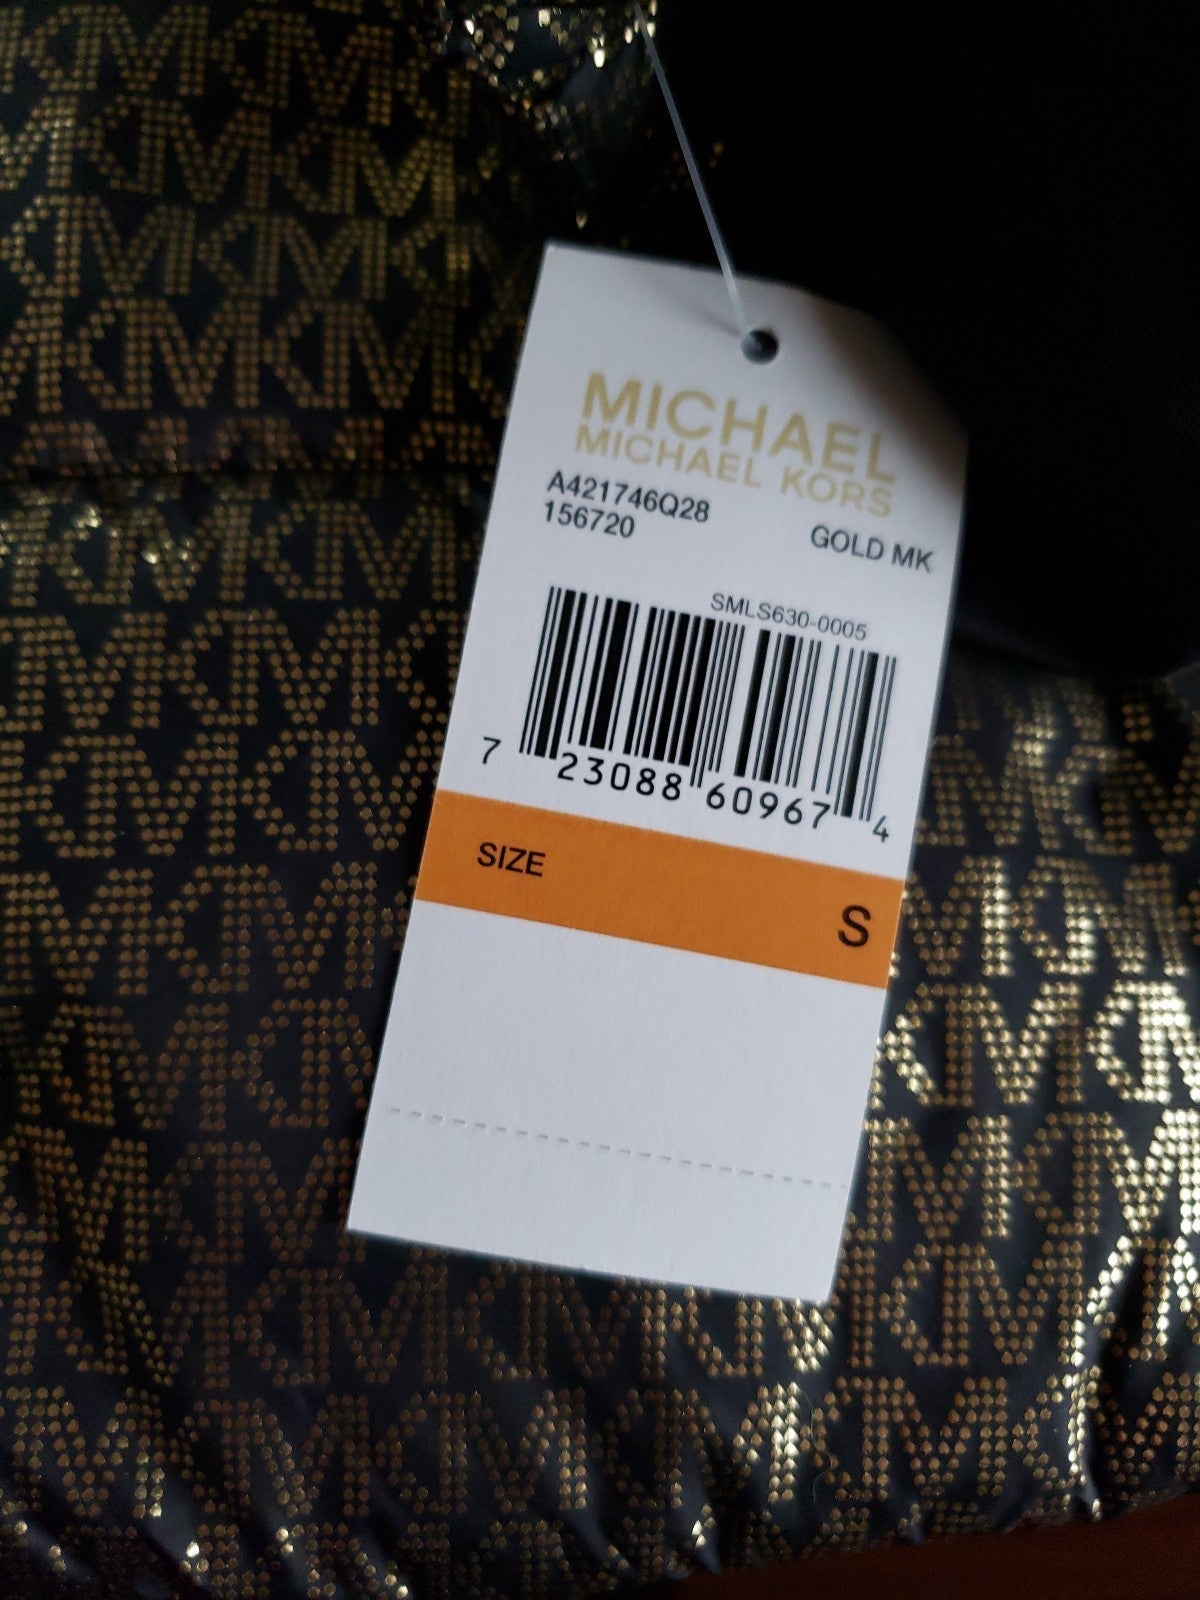 MICHAEL
MICHAEL KORS
A421746Q28
156720 GOLD MK
SMLS630-0005
7 23088 60967 4
SIZE S